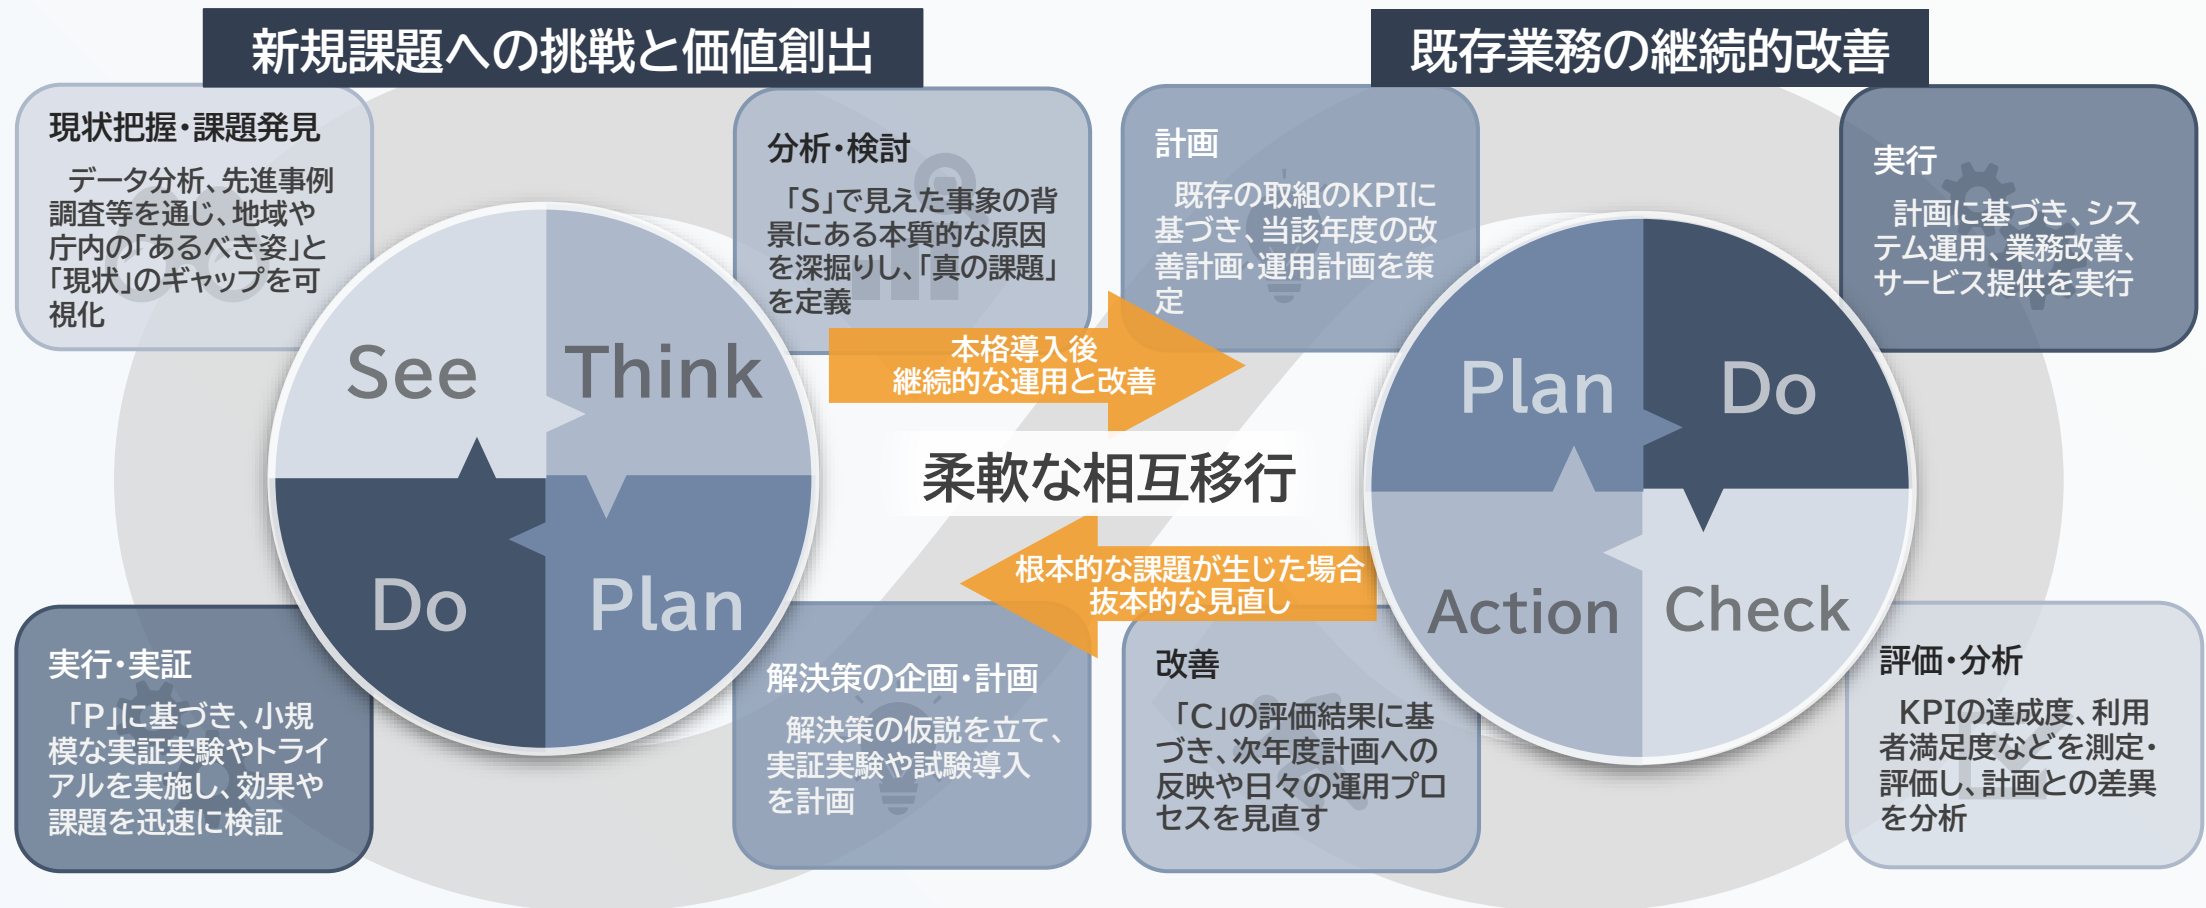 新規課題への挑戦と価値創出
現状把握・課題発見
データ分析、先進事例
調査等を通じ、地域や
庁内の「あるべき姿」と
「現状」のギャップを可
視化
分析・検討
「S」で見えた事象の背
景にある本質的な原因
を深掘りし、「真の課題」
を定義
See
Think
Do
Plan
実行・実証
「P」に基づき、小規
模な実証実験やトライ
アルを実施し、効果や
課題を迅速に検証
解決策の企画・計画
解決策の仮説を立て、
実証実験や試験導入
を計画
本格導入後
継続的な運用と改善
柔軟な相互移行
根本的な課題が生じた場合
抜本的な見直し
既存業務の継続的改善
計画
既存の取組のKPIに
基づき、当該年度の改
善計画・運用計画を策
定
実行
計画に基づき、シス
テム運用、業務改善、
サービス提供を実行
Plan
Do
Action
Check
改善
「C」の評価結果に基
づき、次年度計画への
反映や日々の運用プロ
セスを見直す
評価・分析
KPIの達成度、利用
者満足度などを測定・
評価し、計画との差異
を分析